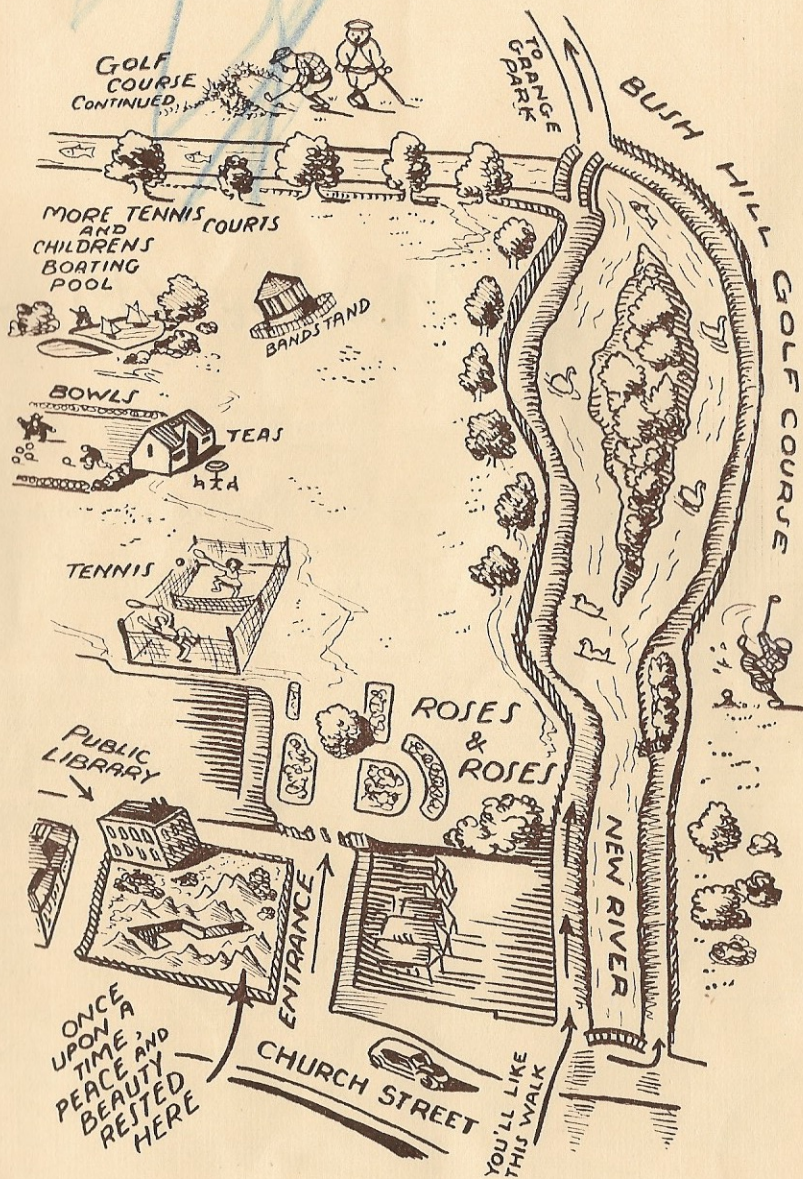 GOLF
COURSE
CONTINUED
TO
GRANGE
PARK
BUSH HILL GOLF COURSE
MORE TENNIS
AND COURTS
CHILDRENS
BOATING
POOL
BANDSTAND
BOWLS
TEAS
TENNIS
ROSES
&
ROSES
PUBLIC
LIBRARY
NEW RIVER
ENTRANCE
ONCE
UPON A
TIME,
PEACE AND
BEAUTY
RESTED
HERE
CHURCH STREET
YOU'LL LIKE
THIS WALK